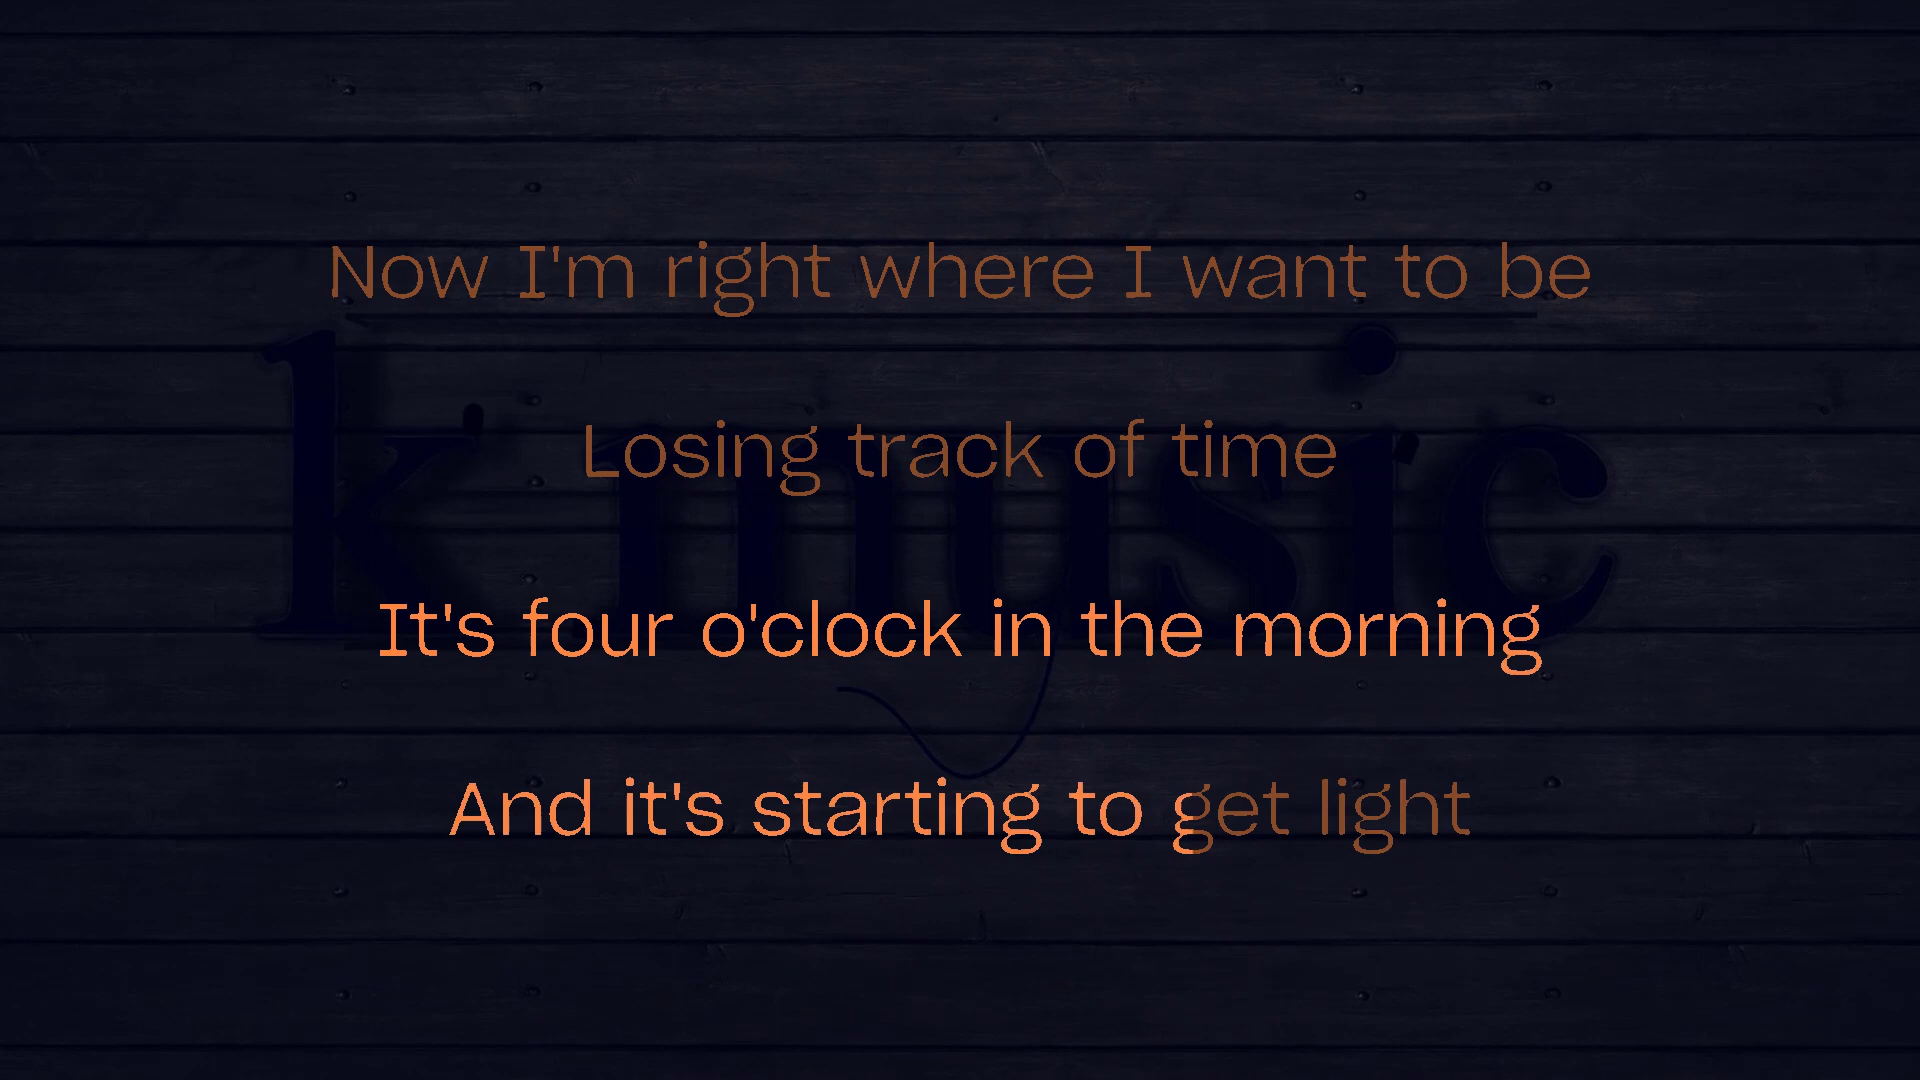 Now I'm right where I want to be
k music
Losing track of time
It's four o'clock in the morning
And it's starting to get light